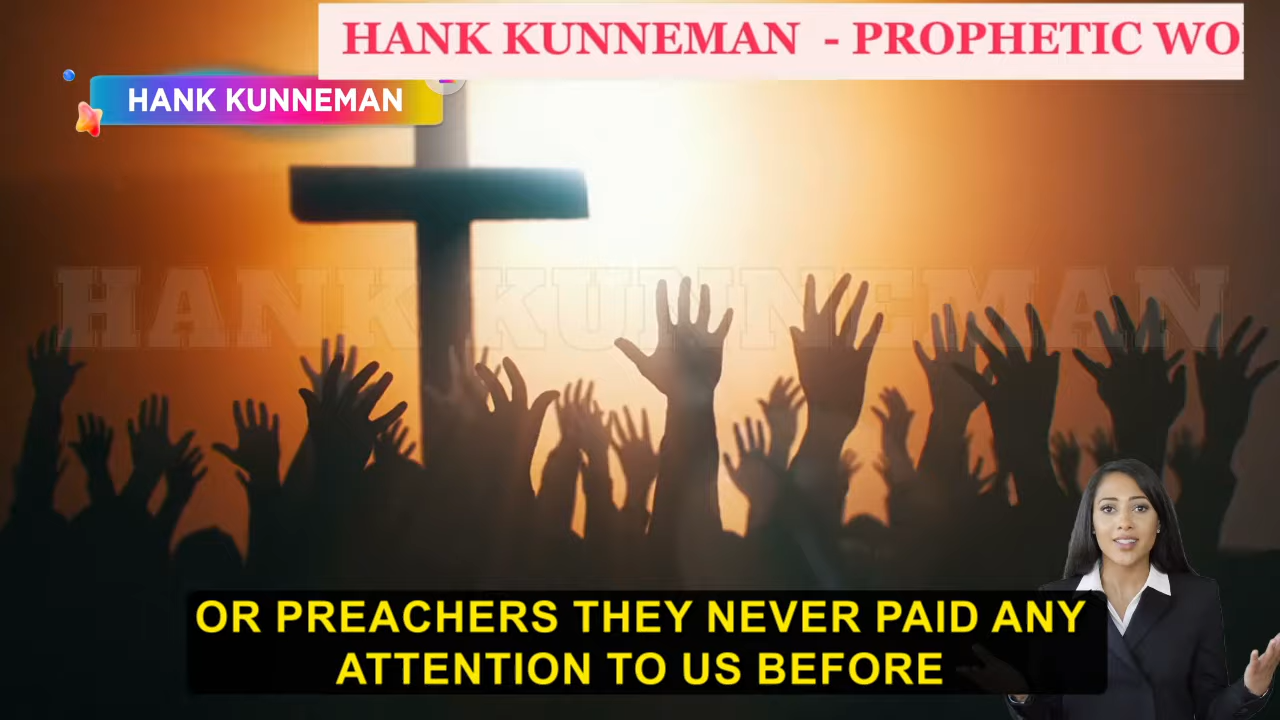 HANK KUNNEMAN - PROPHETIC WO
HANK KUNNEMAN
HANK KUNNEMAN
OR PREACHERS THEY NEVER PAID ANY
ATTENTION TO US BEFORE